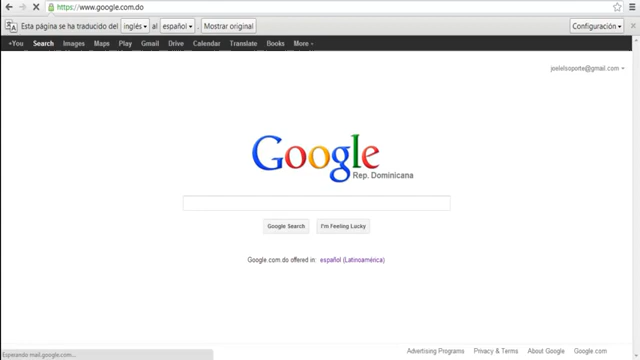 https://www.google.com.do
Esta página se ha traducido del inglés al español Mostrar original Configuración
+You Search Images Maps Play Gmail Drive Calendar Translate Books More
joelelsoporte@gmail.com
Google
Rep. Dominicana
Google Search I'm Feeling Lucky
Google.com.do offered in: español (Latinoamérica)
Advertising Programs Privacy & Terms About Google Google.com
Esperando mail.google.com...